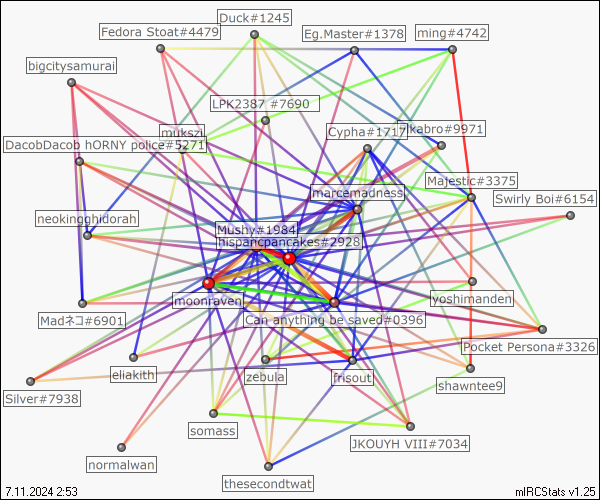 Duck#1245
Fedora Stoat#4479
Eg.Master#1378
ming#4742
bigcitysamurai
LPK2387 #7690
mukszi
Cypha#1717
kabro#9971
DacobDacob hORNY police#5271
Majestic#3375
marcemadness
Swirly Boi#6154
neokingghidorah
Mushy#1984
hispancpancakes#2928
moonraven
yoshimanden
Madネコ#6901
Can anything be saved#0396
Pocket Persona#3326
eliakith
zebula
frisout
shawntee9
Silver#7938
somass
JKOUYH VIII#7034
normalwan
thesecondtwat
7.11.2024 2:53
mIRCStats v1.25